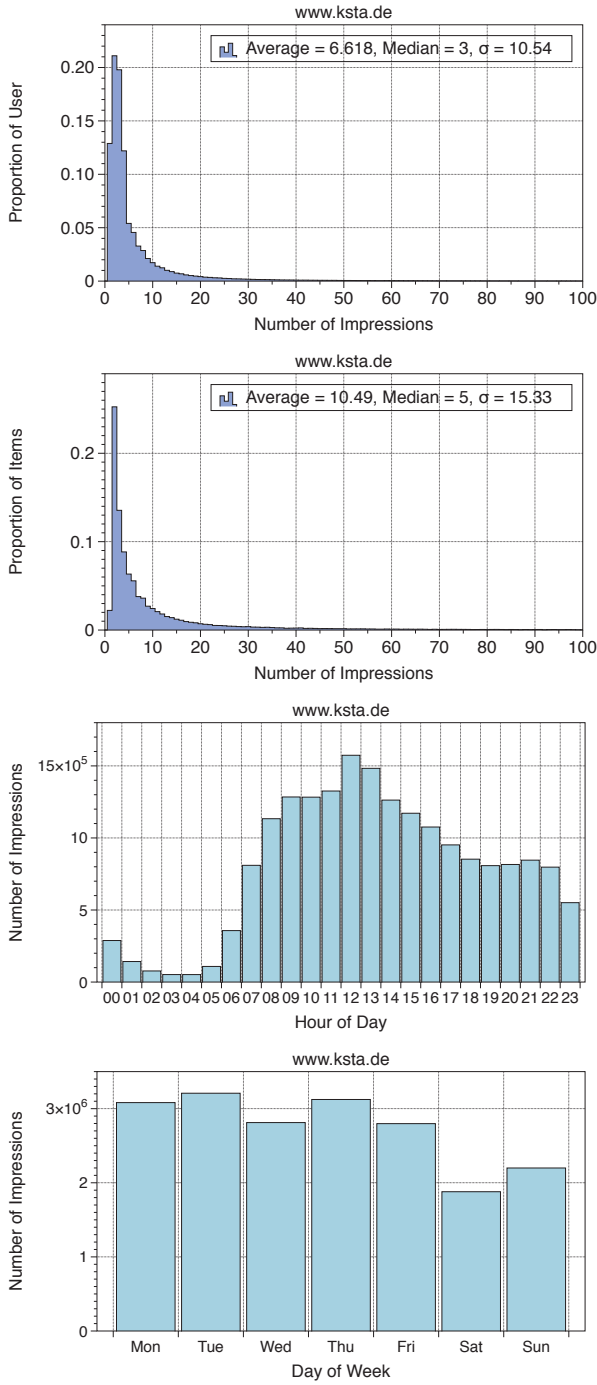 www.ksta.de
Average = 6.618, Median = 3, σ = 10.54
Proportion of User
0.20
0.15
0.10
0.05
0
0 10 20 30 40 50 60 70 80 90 100
Number of Impressions
www.ksta.de
Average = 10.49, Median = 5, σ = 15.33
Proportion of Items
0.2
0.1
0
0 10 20 30 40 50 60 70 80 90 100
Number of Impressions
www.ksta.de
Number of Impressions
15×10⁵
10
5
0
00 01 02 03 04 05 06 07 08 09 10 11 12 13 14 15 16 17 18 19 20 21 22 23
Hour of Day
www.ksta.de
Number of Impressions
3×10⁶
2
1
0
Mon Tue Wed Thu Fri Sat Sun
Day of Week